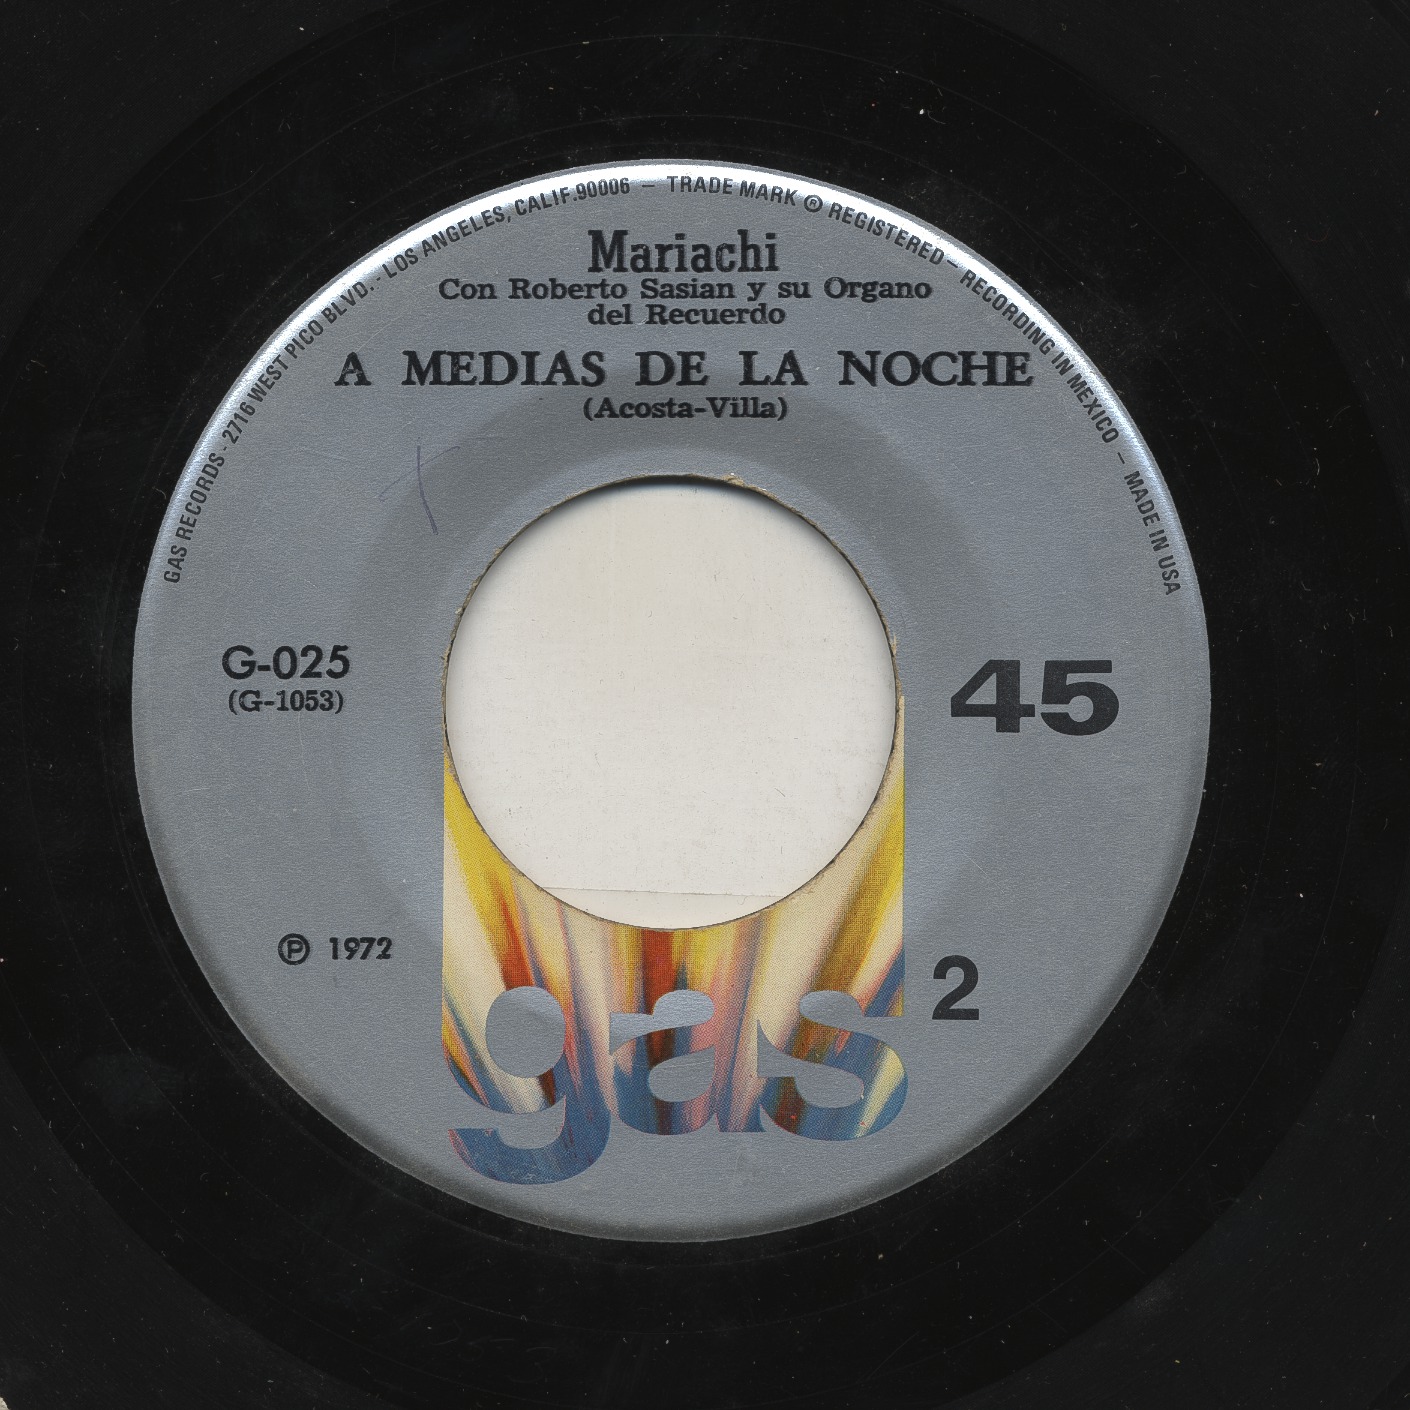 GAS RECORDS - 2716 WEST PICO BLVD. - LOS ANGELES, CALIF. 90006 – TRADE MARK ® REGISTERED – RECORDING IN MEXICO – MADE IN USA
Mariachi
Con Roberto Sasian y su Organo
del Recuerdo
A MEDIAS DE LA NOCHE
(Acosta-Villa)
G-025
(G-1053)
45
℗ 1972
2
gas